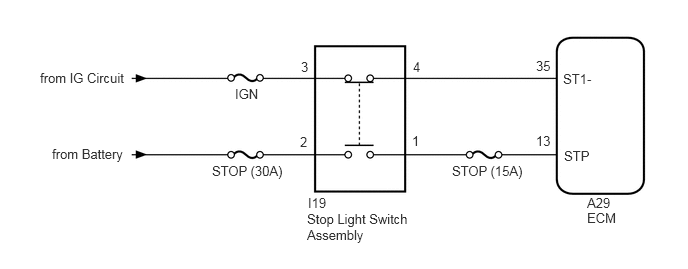 3
4
35
from IG Circuit
ST1-
IGN
2
1
13
from Battery
STP
STOP (30A)
STOP (15A)
I19
Stop Light Switch
Assembly
A29
ECM